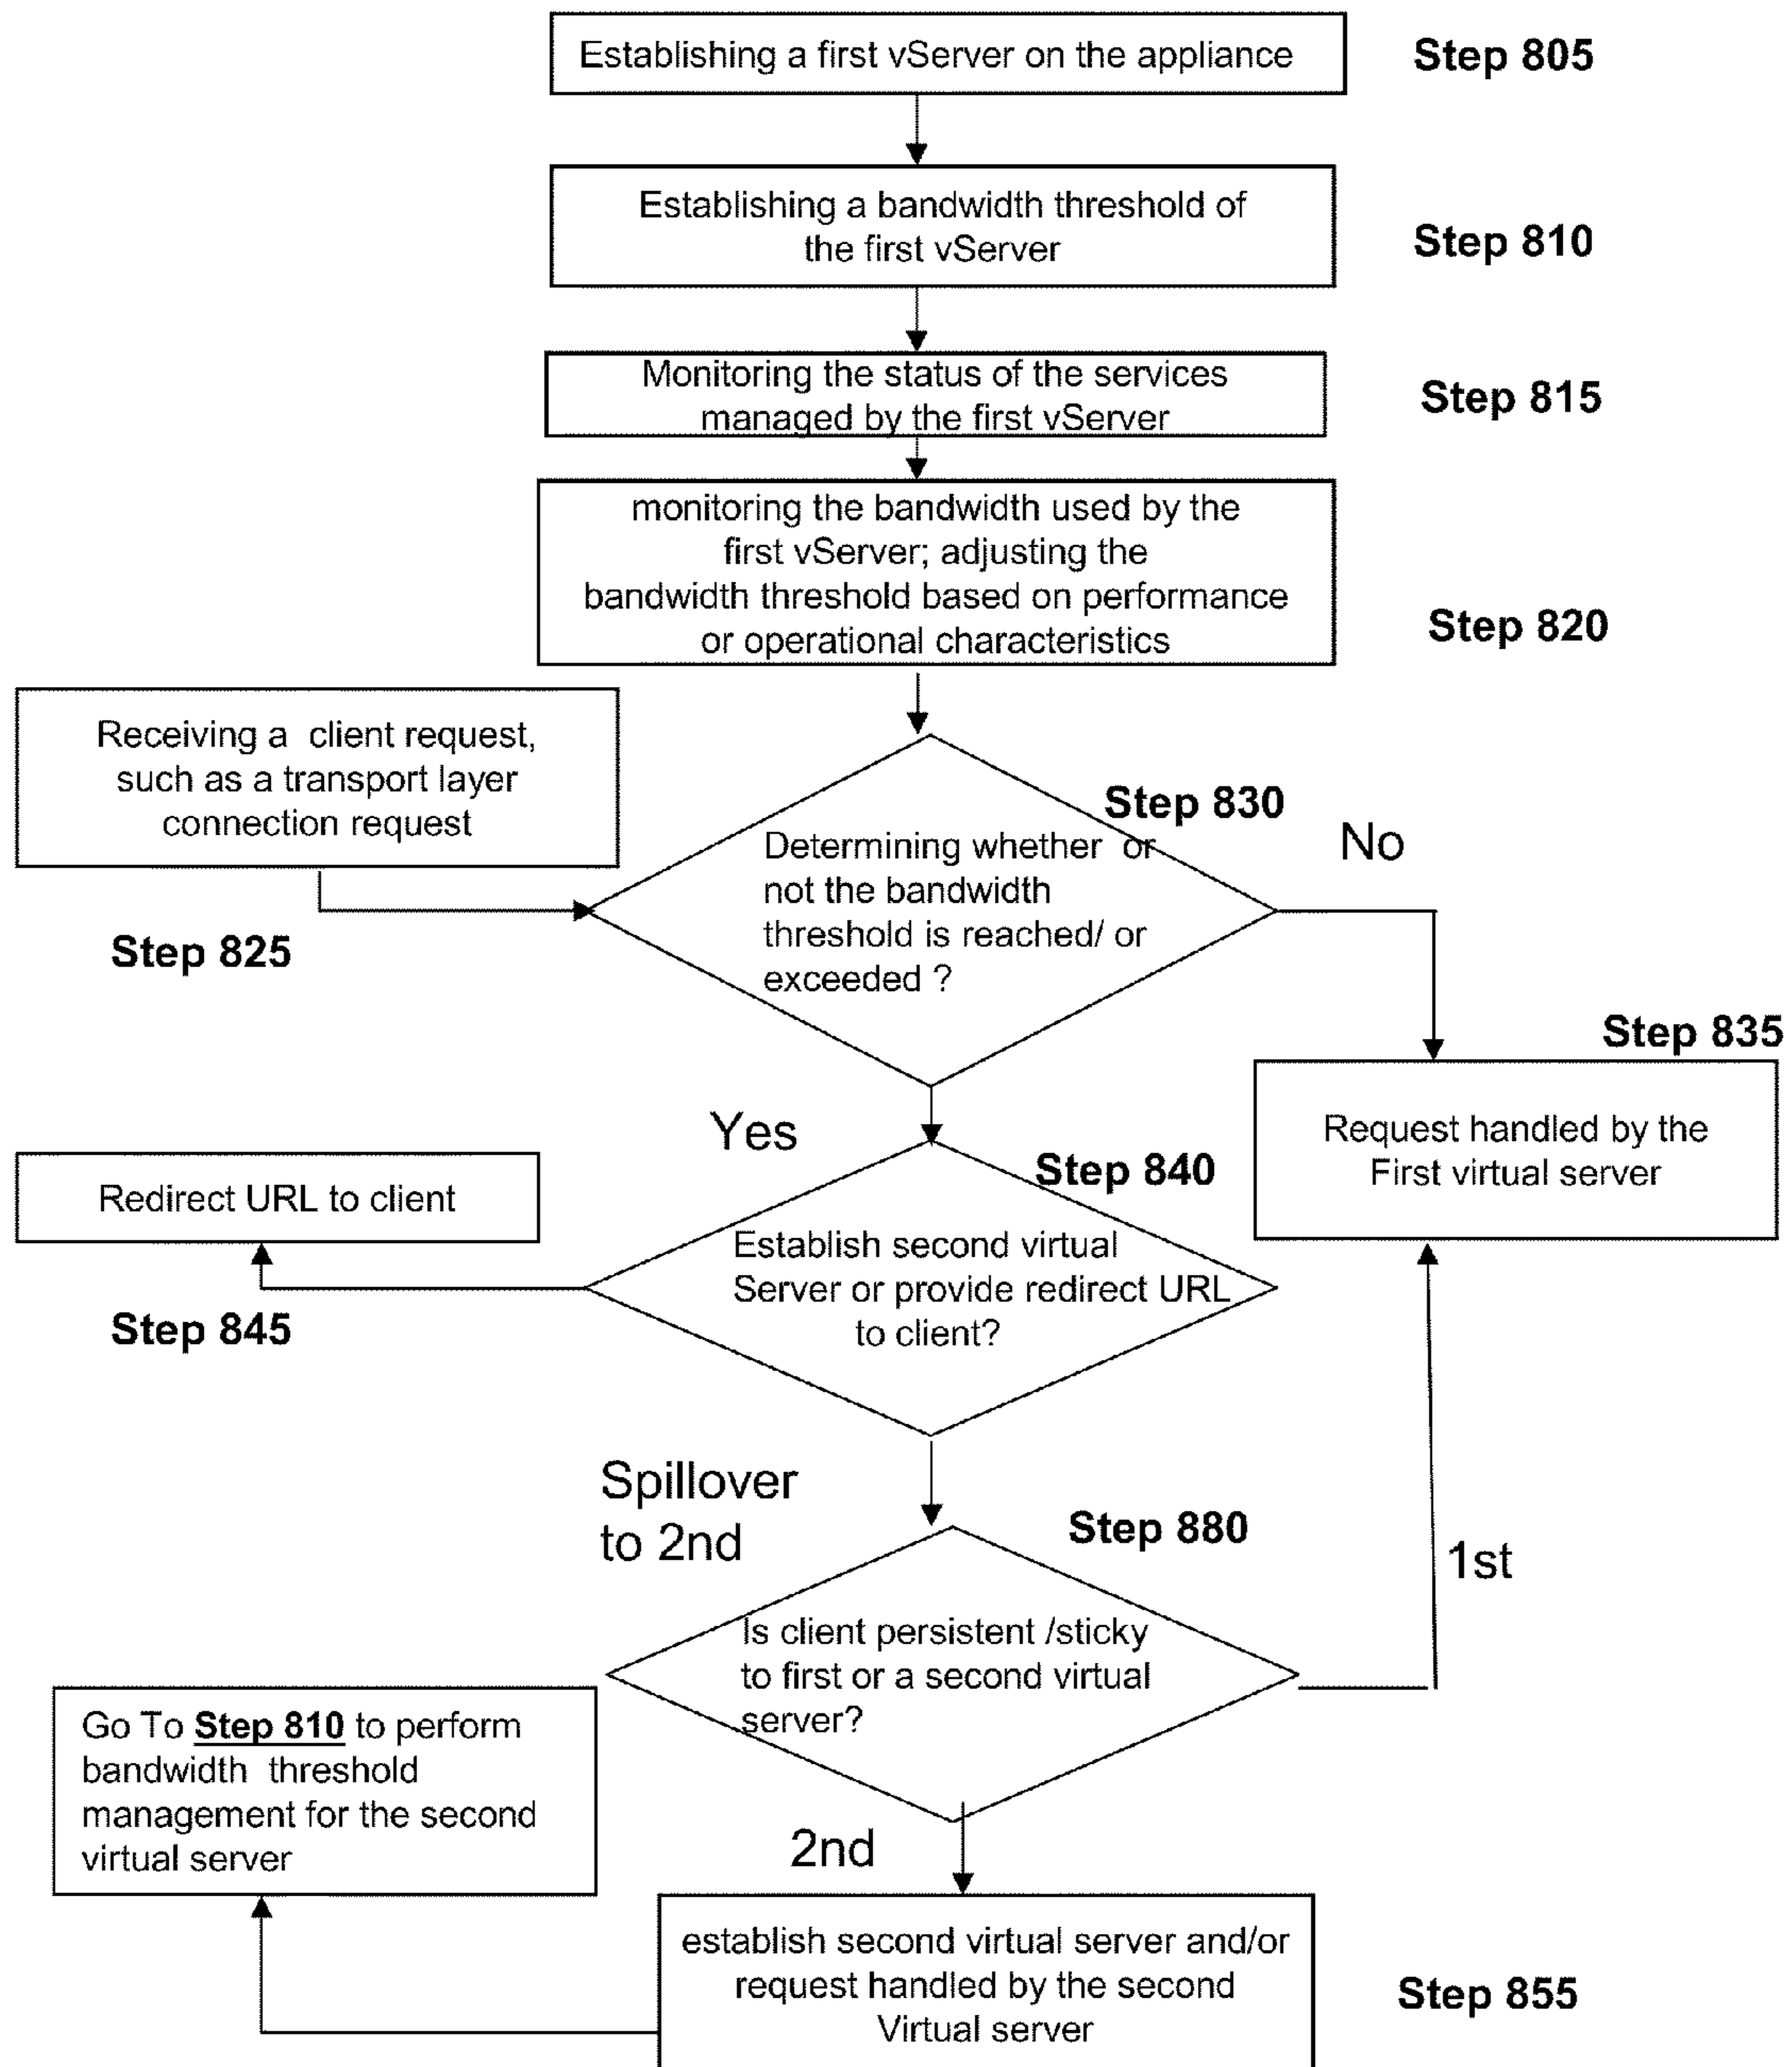 Establishing a first vServer on the appliance
Step 805
Establishing a bandwidth threshold of
the first vServer
Step 810
Monitoring the status of the services
managed by the first vServer
Step 815
monitoring the bandwidth used by the
first vServer; adjusting the
bandwidth threshold based on performance
or operational characteristics
Step 820
Receiving a client request,
such as a transport layer
connection request
Step 825
Step 830
Determining whether or
not the bandwidth
threshold is reached/ or
exceeded ?
No
Step 835
Request handled by the
First virtual server
Yes
Step 840
Establish second virtual
Server or provide redirect URL
to client?
Redirect URL to client
Step 845
Spillover
to 2nd
Step 880
Is client persistent /sticky
to first or a second virtual
server?
1st
Go To Step 810 to perform
bandwidth threshold
management for the second
virtual server
2nd
establish second virtual server and/or
request handled by the second
Virtual server
Step 855